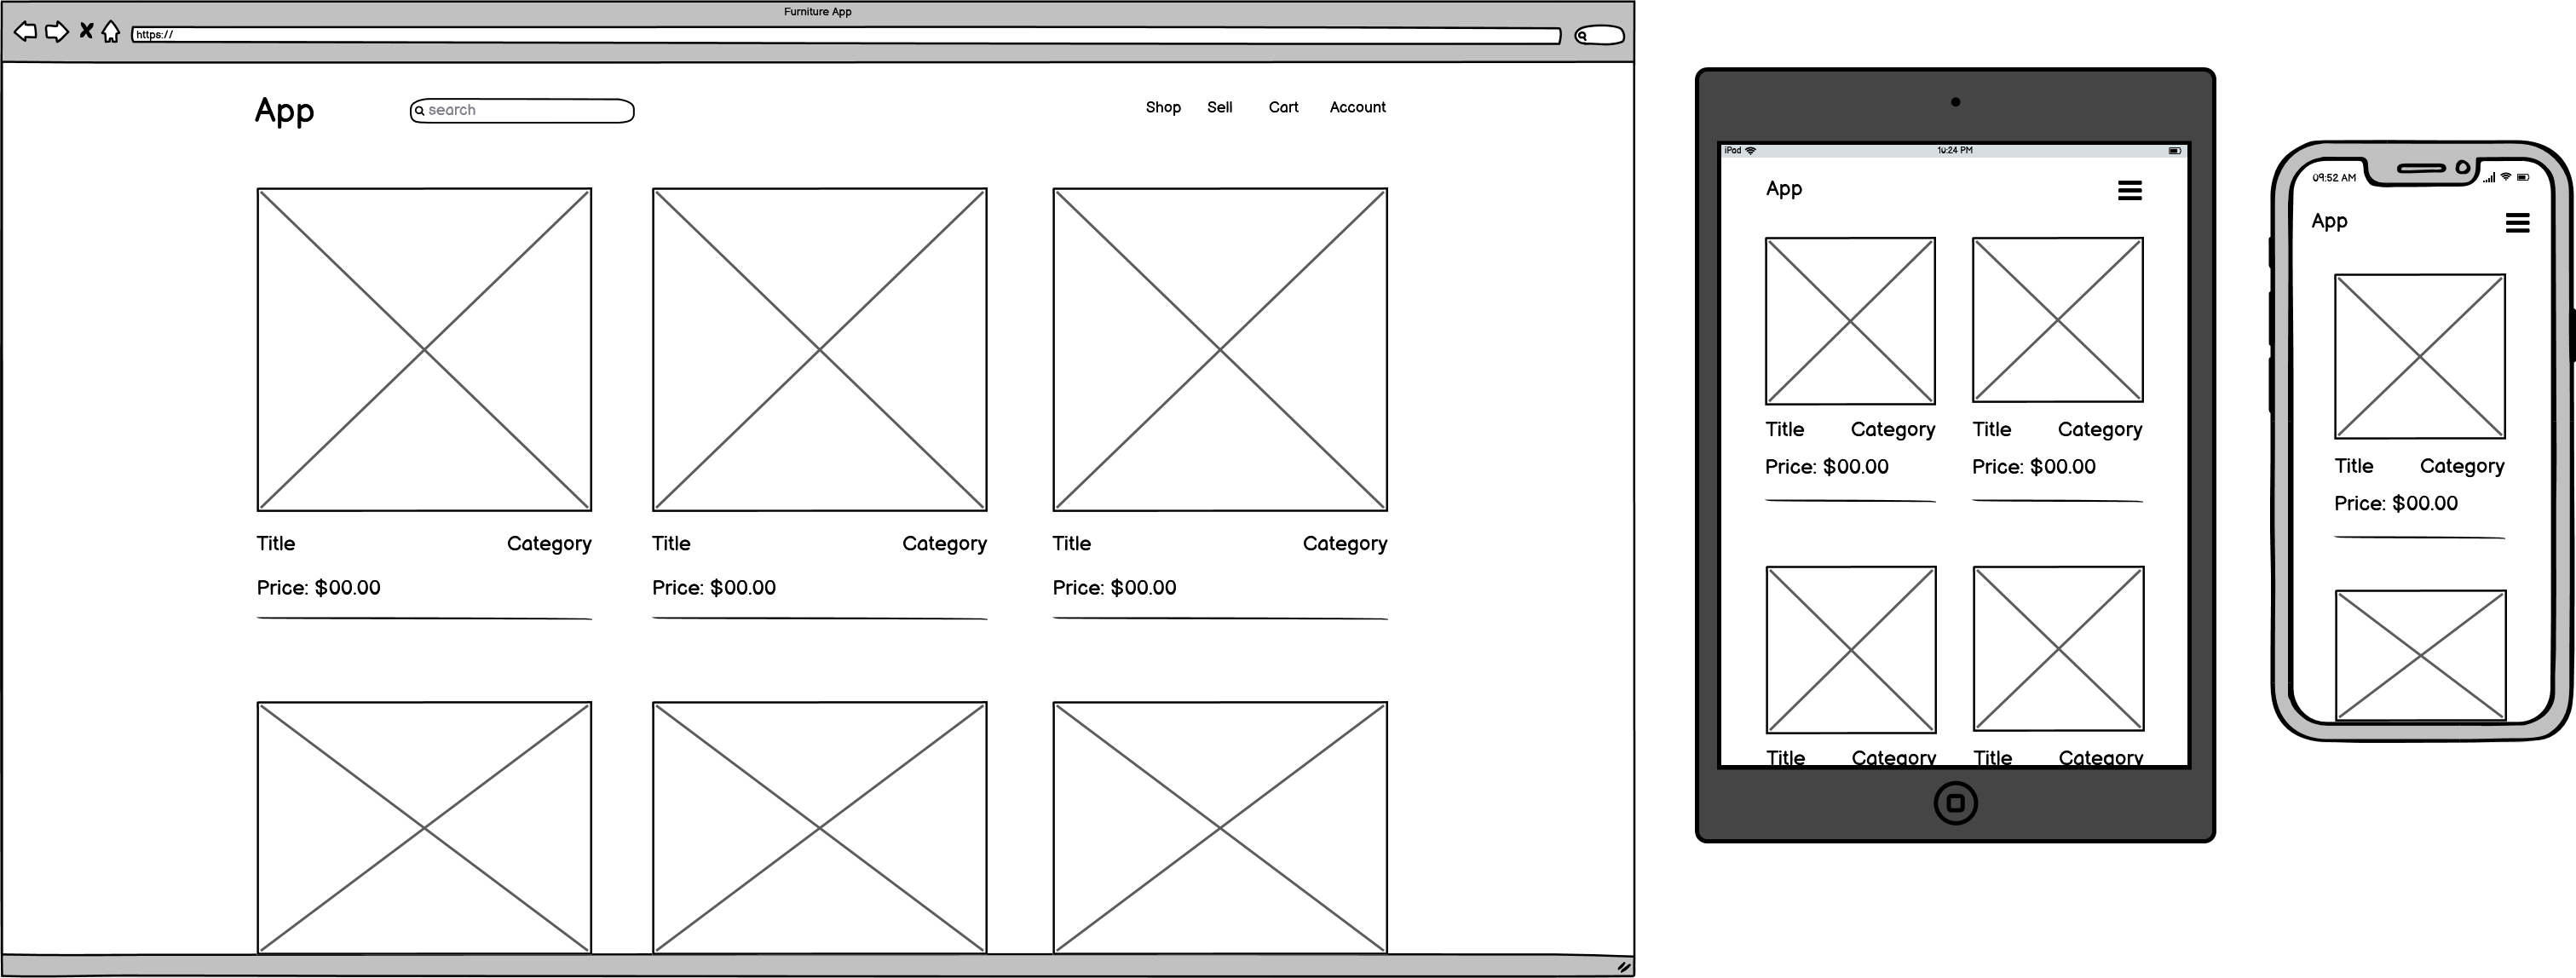 Furniture App
https://
App
search
Shop Sell Cart Account
Title Category Title Category Title Category
Price: $00.00 Price: $00.00 Price: $00.00
iPad 10:24 PM
App
Title Category Title Category
Price: $00.00 Price: $00.00
Title Category Title Category
09:52 AM
App
Title Category
Price: $00.00